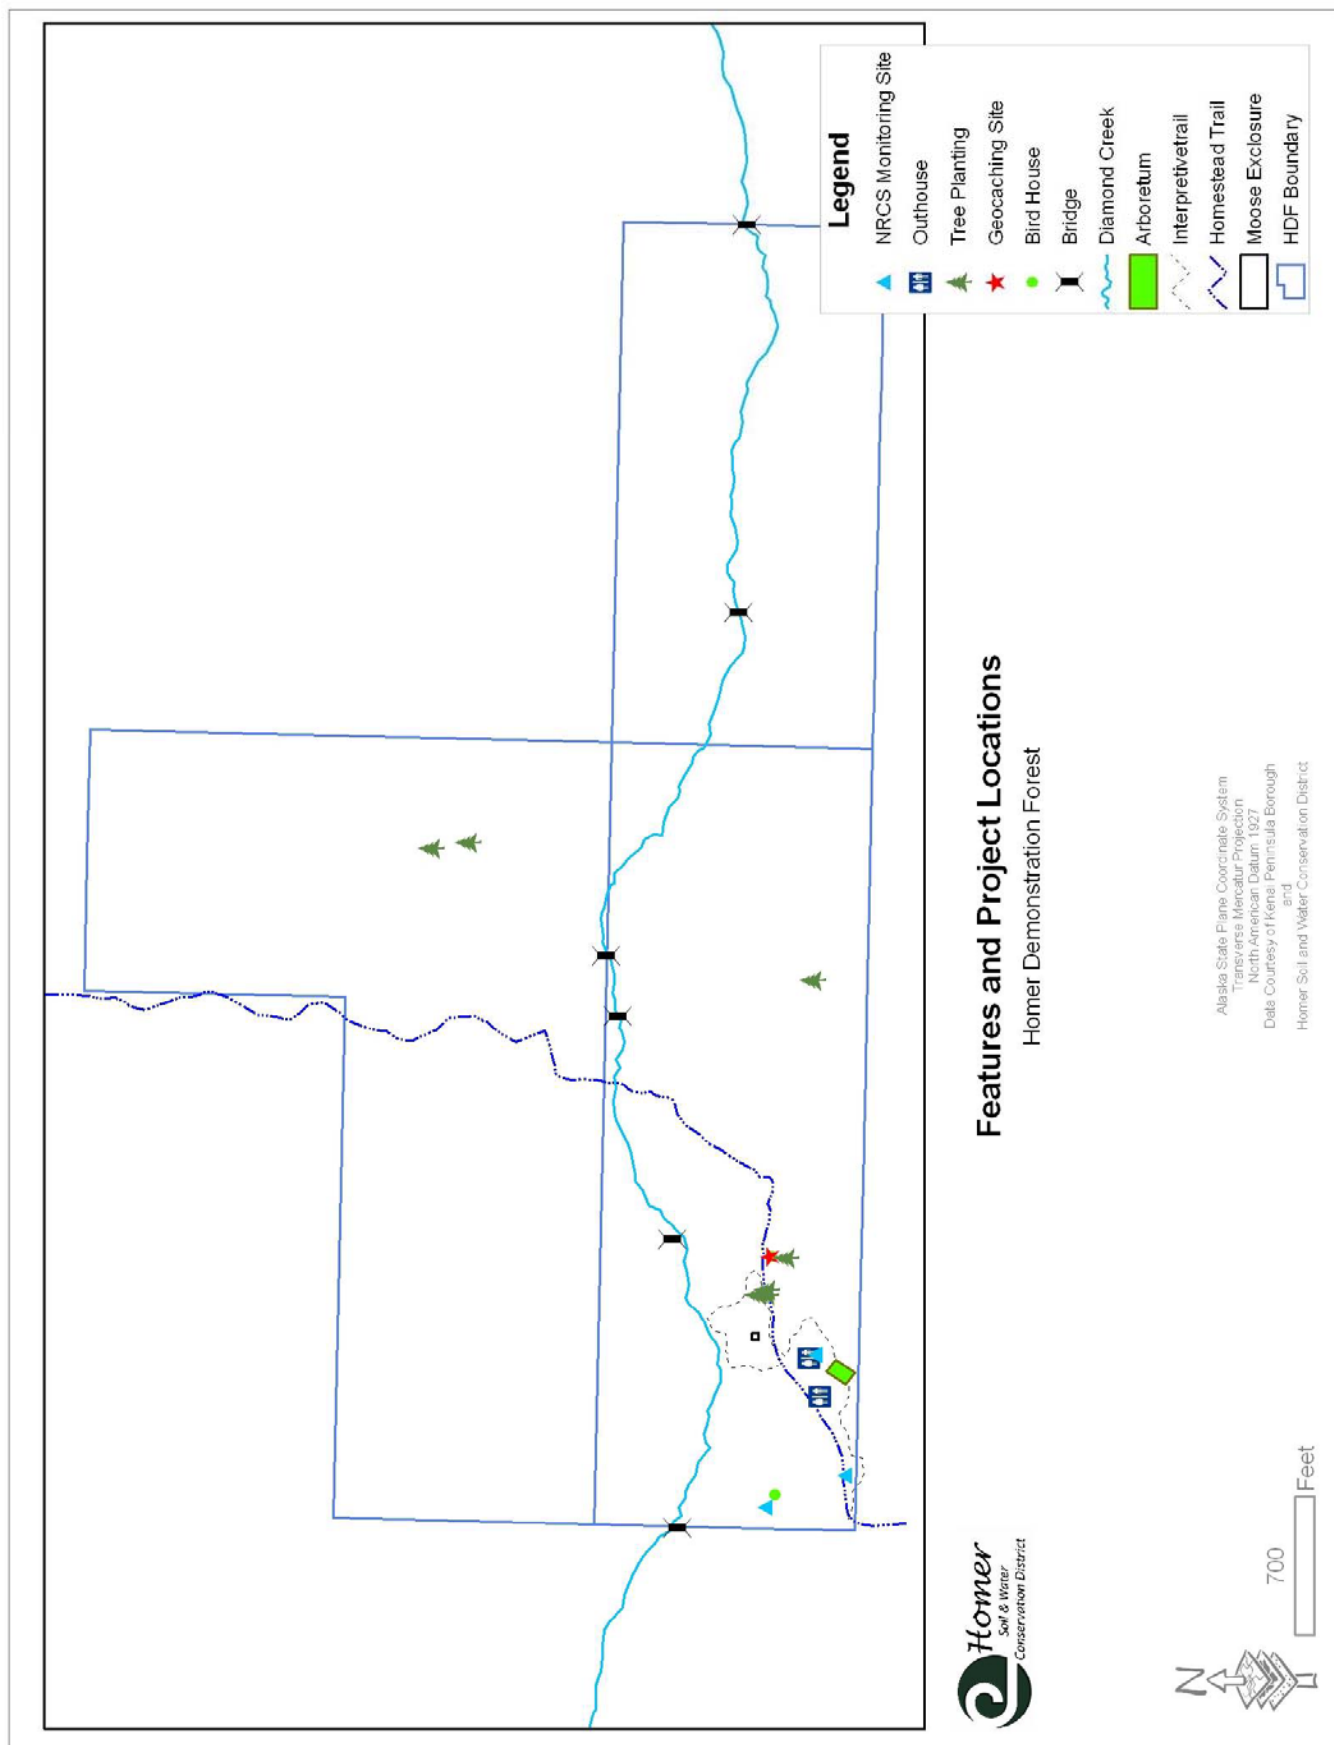 Legend
NRCS Monitoring Site
Outhouse
Tree Planting
Geocaching Site
Bird House
Bridge
Diamond Creek
Arboretum
Interpretivetrail
Homestead Trail
Moose Exclosure
HDF Boundary
Features and Project Locations
Homer Demonstration Forest
Homer
Soil & Water
Conservation District
N
700
Feet
Alaska State Plane Coordinate System
Transverse Mercatur Projection
North American Datum 1927
Data Courtesy of Kenai Peninsula Borough
and
Homer Soil and Water Conservation District